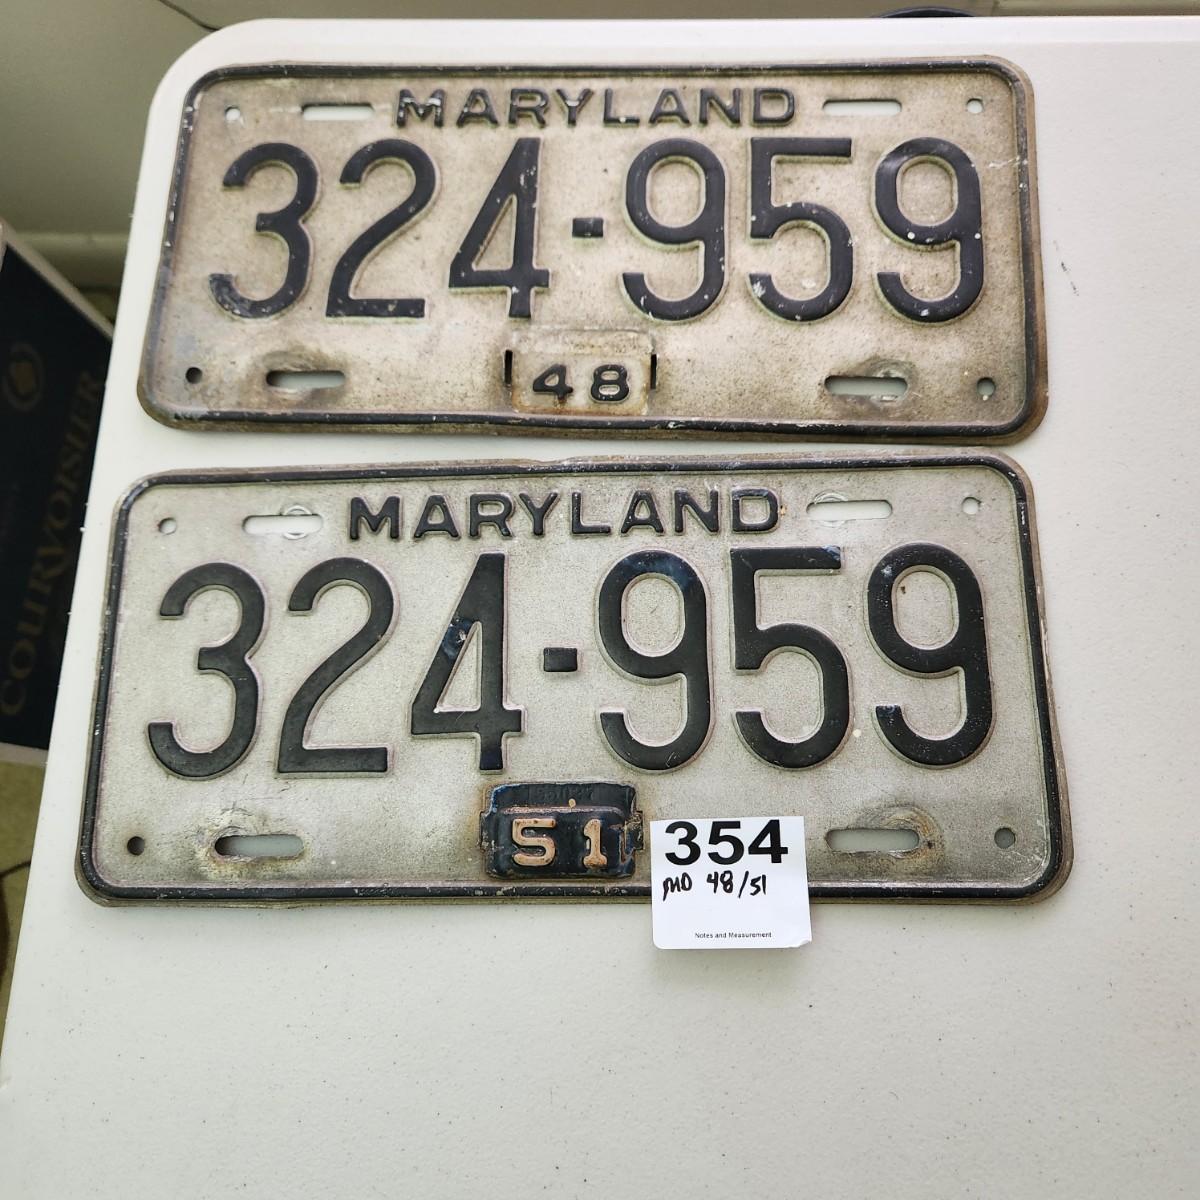 MARYLAND
324-959
48
MARYLAND
324-959
51
354
MD 48/51
Notes and Measurement
COURVOISIER